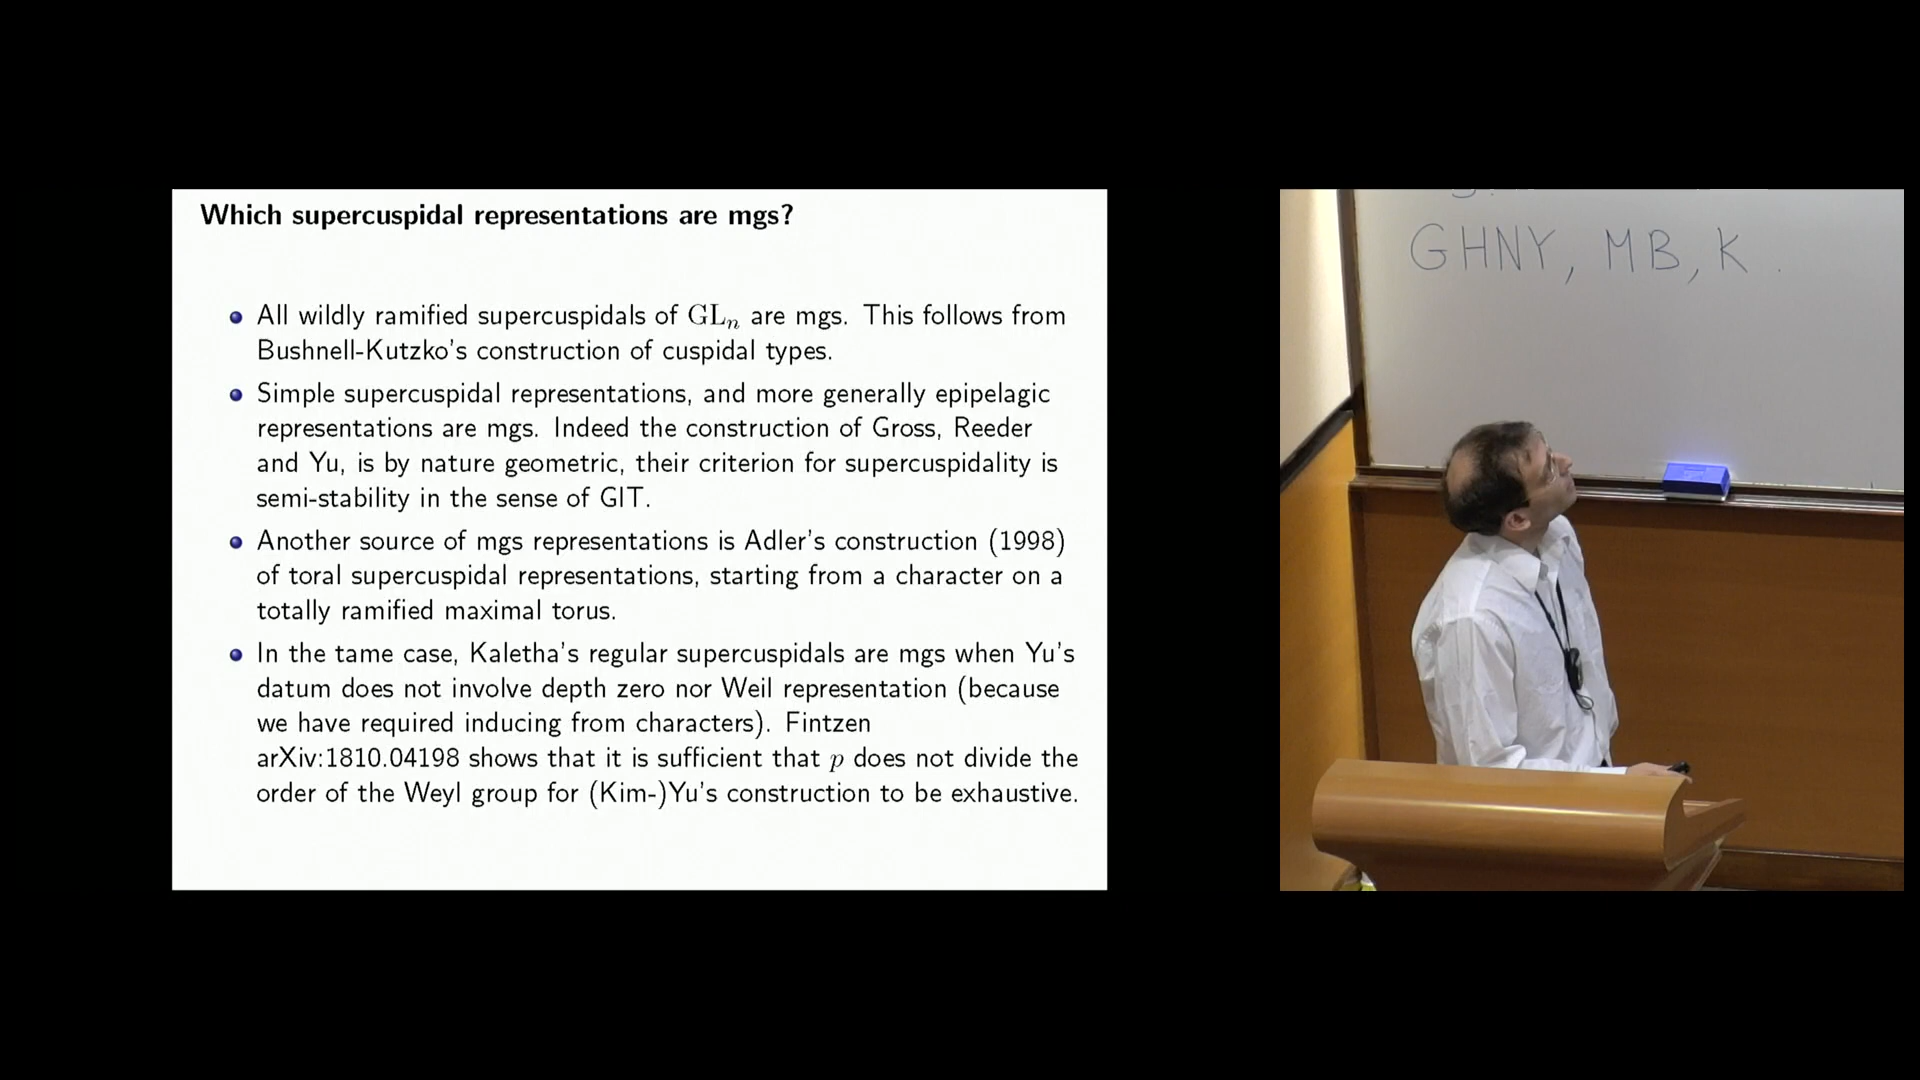 Which supercuspidal representations are mgs?
All wildly ramified supercuspidals of GLn are mgs. This follows from
Bushnell-Kutzko's construction of cuspidal types.
Simple supercuspidal representations, and more generally epipelagic
representations are mgs. Indeed the construction of Gross, Reeder
and Yu, is by nature geometric, their criterion for supercuspidality is
semi-stability in the sense of GIT.
Another source of mgs representations is Adler's construction (1998)
of toral supercuspidal representations, starting from a character on a
totally ramified maximal torus.
In the tame case, Kaletha's regular supercuspidals are mgs when Yu's
datum does not involve depth zero nor Weil representation (because
we have required inducing from characters). Fintzen
arXiv:1810.04198 shows that it is sufficient that p does not divide the
order of the Weyl group for (Kim-)Yu's construction to be exhaustive.
GHNY, MB, K.